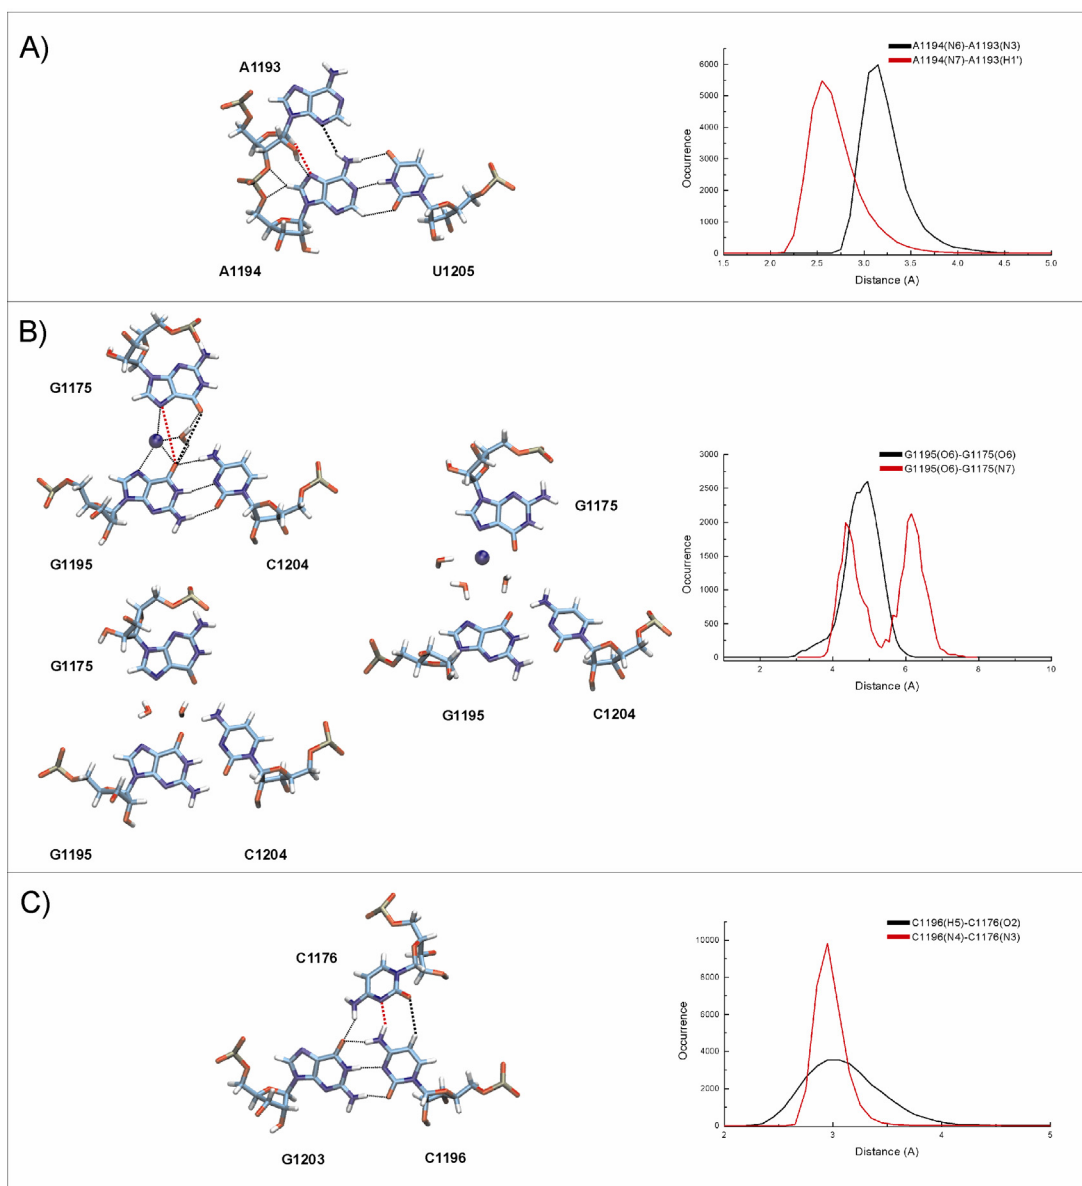 A)
A1193
A1194
U1205
A1194(N6)-A1193(N3)
A1194(N7)-A1193(H1')
Occurrence
6000
5000
4000
3000
2000
1000
0
1.5 2.0 2.5 3.0 3.5 4.0 4.5 5.0
Distance (A)
B)
G1175
G1195
C1204
G1175
G1195
C1204
G1175
G1195
C1204
G1195(O6)-G1175(O6)
G1195(O6)-G1175(N7)
Occurrence
3000
2500
2000
1500
1000
500
0
2 4 6 8 10
Distance (A)
C)
C1176
G1203
C1196
C1196(H5)-C1176(O2)
C1196(N4)-C1176(N3)
Occurrence
10000
8000
6000
4000
2000
0
2 3 4 5
Distance (A)